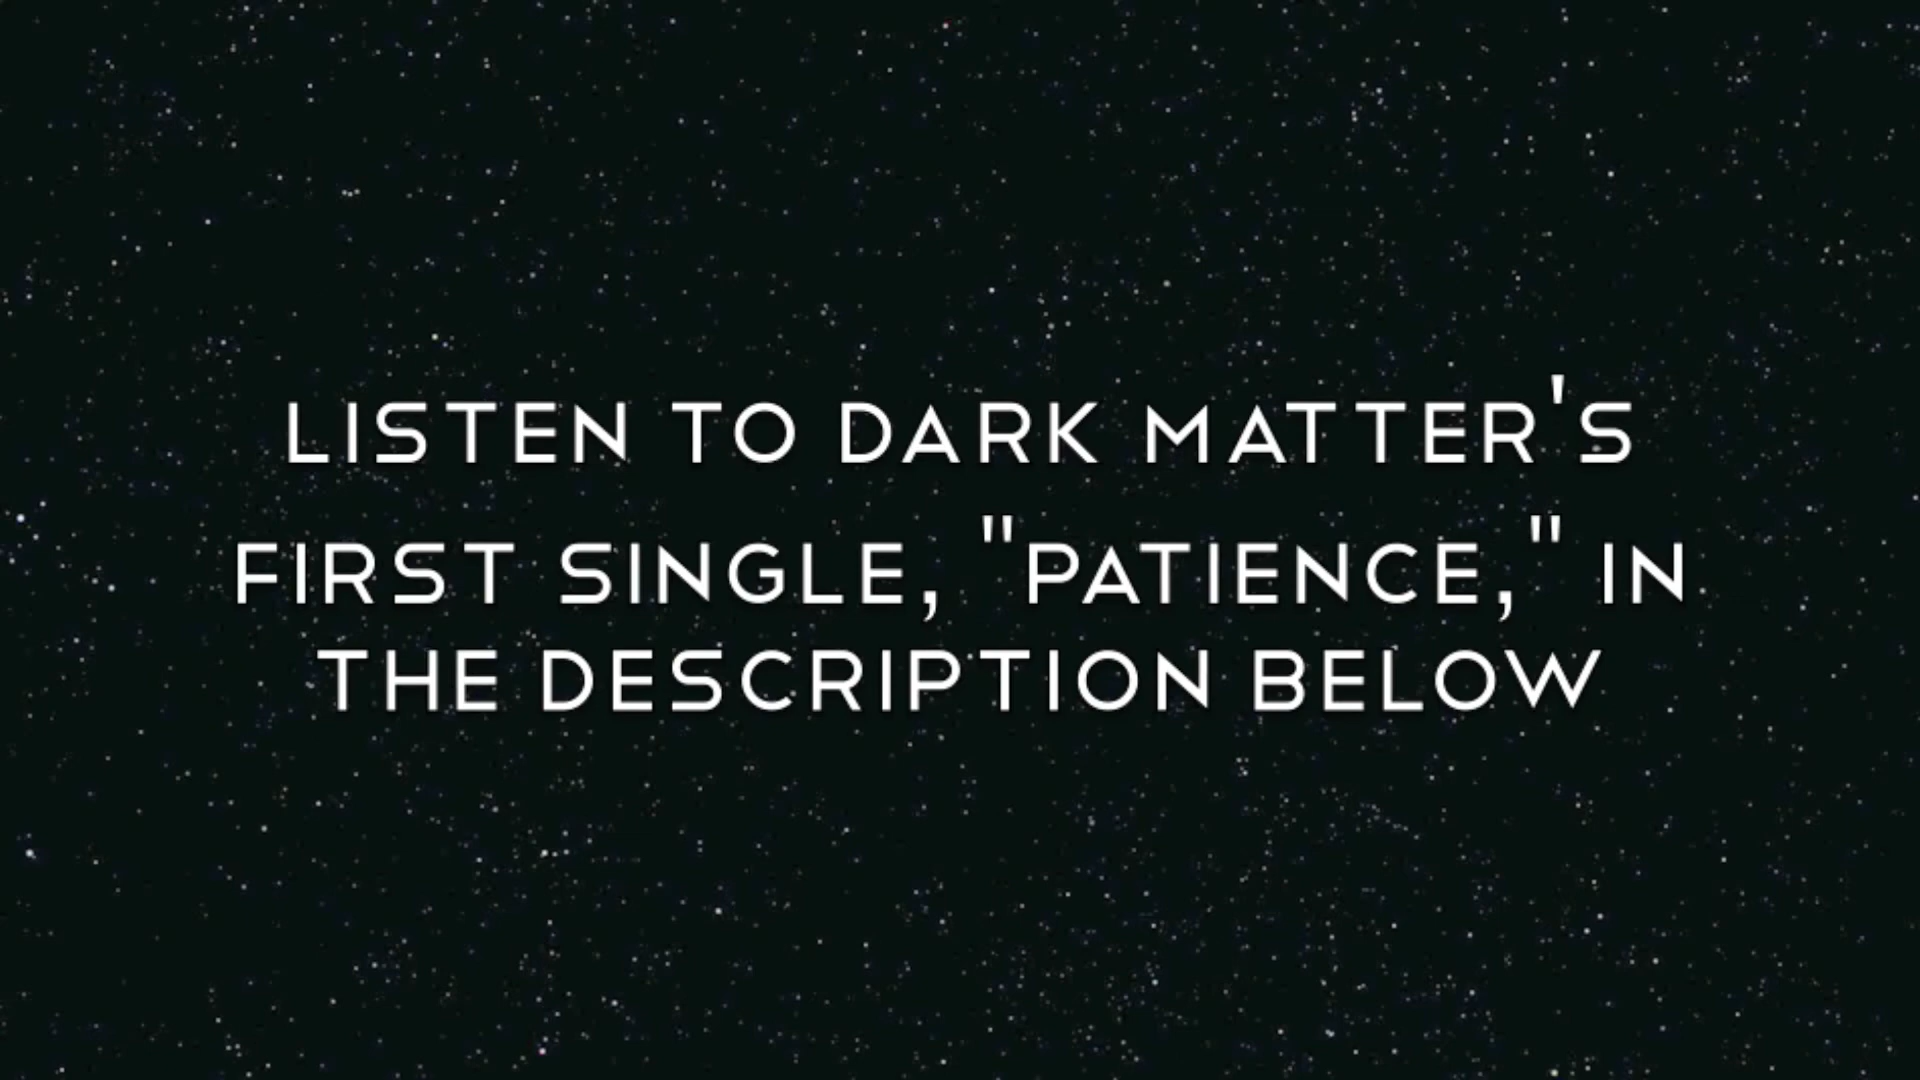 LISTEN TO DARK MATTER'S
FIRST SINGLE, "PATIENCE," IN
THE DESCRIPTION BELOW